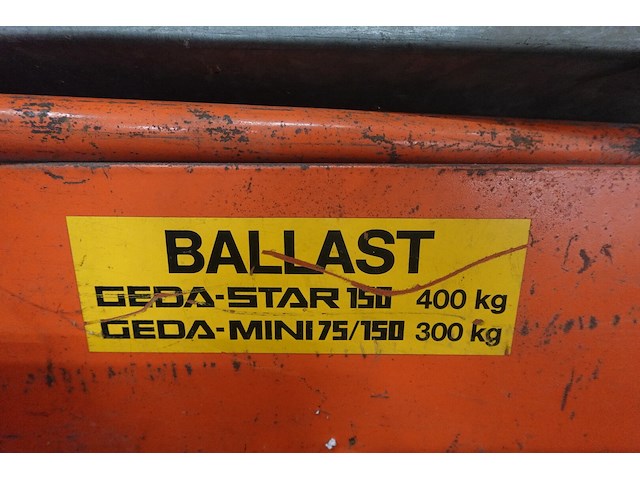 BALLAST
GEDA-STAR 150 400 kg
GEDA-MINI 75/150 300 kg